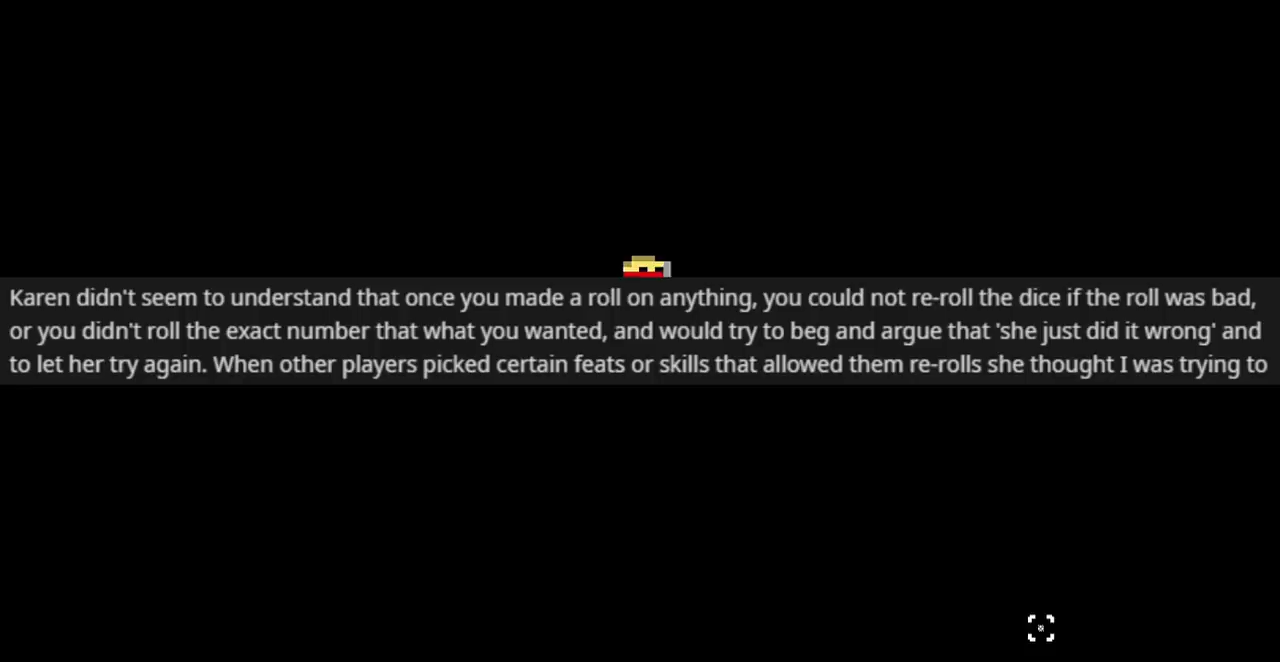 Karen didn't seem to understand that once you made a roll on anything, you could not re-roll the dice if the roll was bad,
or you didn't roll the exact number that what you wanted, and would try to beg and argue that 'she just did it wrong' and
to let her try again. When other players picked certain feats or skills that allowed them re-rolls she thought I was trying to